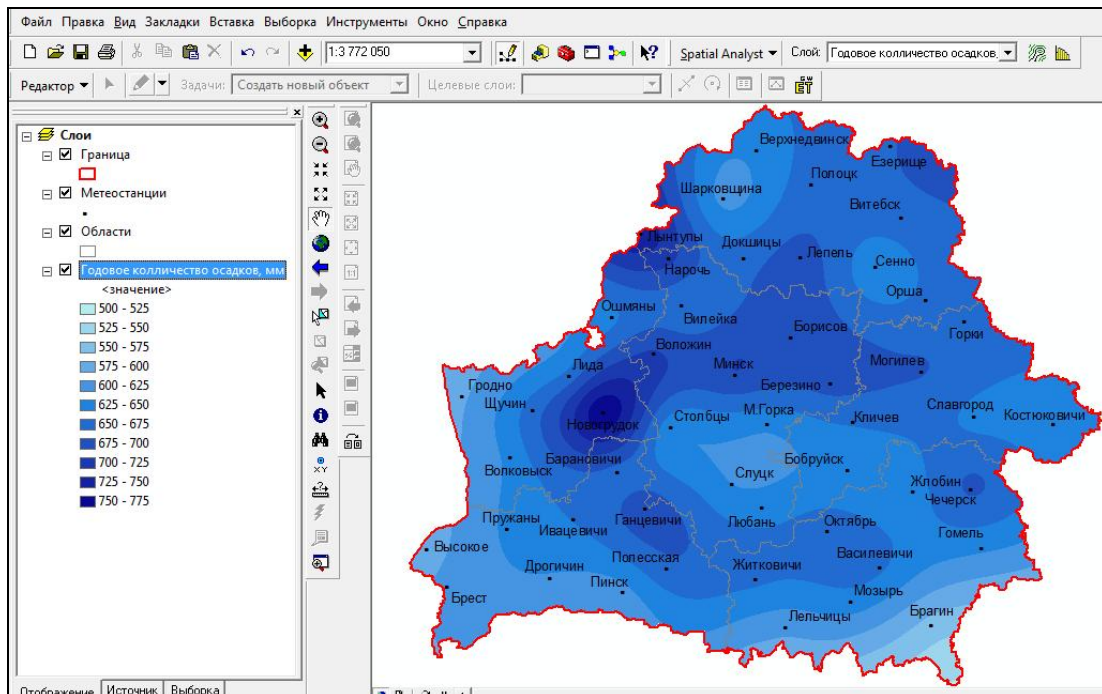 Файл Правка Вид Закладки Вставка Выборка Инструменты Окно Справка
1:3 772 050
Spatial Analyst
Слой:
Годовое колличество осадков,
Редактор
Задачи:
Создать новый объект
Целевые слои:
Слои
Граница
Метеостанции
Области
Годовое колличество осадков, мм
<значение>
500 - 525
525 - 550
550 - 575
575 - 600
600 - 625
625 - 650
650 - 675
675 - 700
700 - 725
725 - 750
750 - 775
Отображение
Источник
Выборка
Верхнедвинск
Езерище
Полоцк
Шарковщина
Витебск
Лынтупы
Докшицы
Лепель
Сенно
Нарочь
Орша
Ошмяны
Вилейка
Борисов
Горки
Воложин
Лида
Минск
Могилев
Гродно
Березино
Щучин
Новогрудок
Столбцы
М.Горка
Кличев
Славгород
Костюковичи
Волковыск
Барановичи
Слуцк
Бобруйск
Жлобин
Чечерск
Пружаны
Ивацевичи
Ганцевичи
Любань
Октябрь
Гомель
Высокое
Полесская
Василевичи
Дрогичин
Житковичи
Пинск
Брест
Мозырь
Лельчицы
Брагин